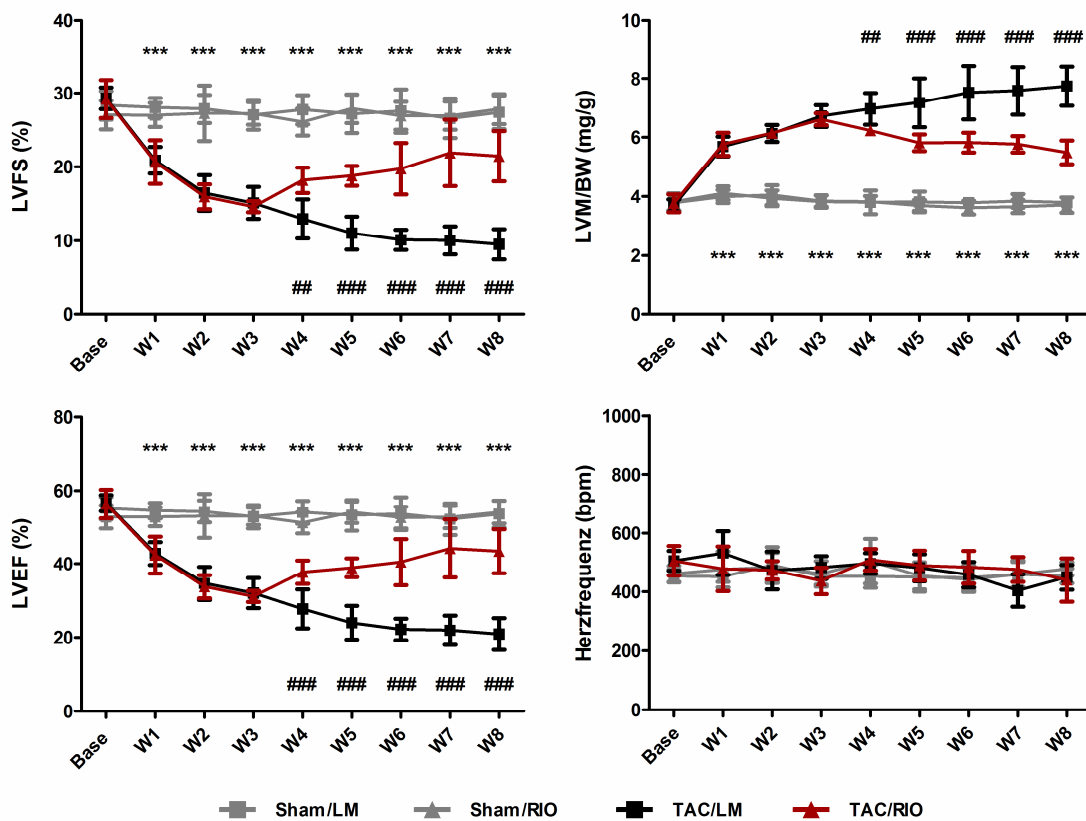 LVFS (%)
40
30
20
10
0
*** *** *** *** *** *** *** ***
## ### ### ### ###
Base W1 W2 W3 W4 W5 W6 W7 W8
LVM/BW (mg/g)
10
8
6
4
2
0
## ### ### ### ###
*** *** *** *** *** *** *** ***
Base W1 W2 W3 W4 W5 W6 W7 W8
LVEF (%)
80
60
40
20
0
*** *** *** *** *** *** *** ***
### ### ### ### ###
Base W1 W2 W3 W4 W5 W6 W7 W8
Herzfrequenz (bpm)
1000
800
600
400
200
0
Base W1 W2 W3 W4 W5 W6 W7 W8
Sham/LM Sham/RIO TAC/LM TAC/RIO